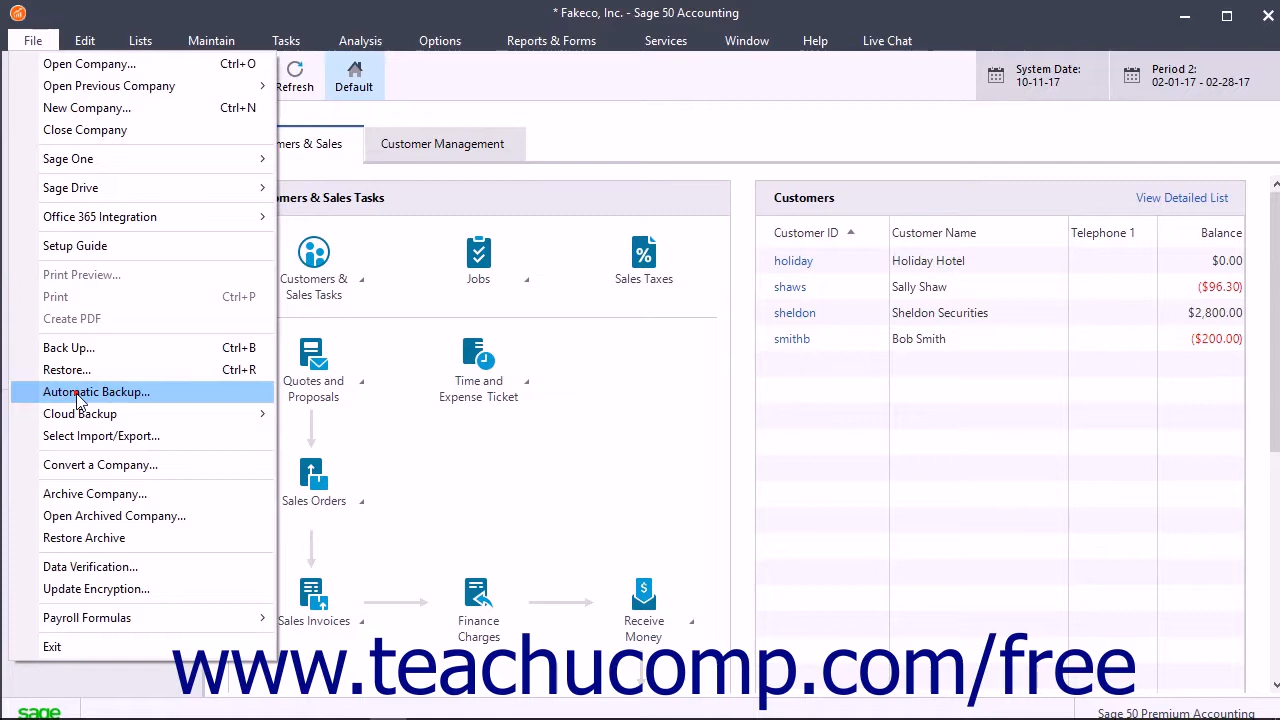 * Fakeco, Inc. - Sage 50 Accounting
File Edit Lists Maintain Tasks Analysis Options Reports & Forms Services Window Help Live Chat
Open Company... Ctrl+O
Open Previous Company
New Company... Ctrl+N
Close Company
Sage One
Sage Drive
Office 365 Integration
Setup Guide
Print Preview...
Print Ctrl+P
Create PDF
Back Up... Ctrl+B
Restore... Ctrl+R
Automatic Backup...
Cloud Backup
Select Import/Export...
Convert a Company...
Archive Company...
Open Archived Company...
Restore Archive
Data Verification...
Update Encryption...
Payroll Formulas
Exit
Refresh Default
System Date:
10-11-17
Period 2:
02-01-17 - 02-28-17
mers & Sales Customer Management
omers & Sales Tasks
Customers &
Sales Tasks
Jobs
Sales Taxes
Quotes and
Proposals
Time and
Expense Ticket
Sales Orders
Sales Invoices
Finance
Charges
Receive
Money
Customers View Detailed List
Customer ID Customer Name Telephone 1 Balance
holiday Holiday Hotel $0.00
shaws Sally Shaw ($96.30)
sheldon Sheldon Securities $2,800.00
smithb Bob Smith ($200.00)
www.teachucomp.com/free
sage
Sage 50 Premium Accounting